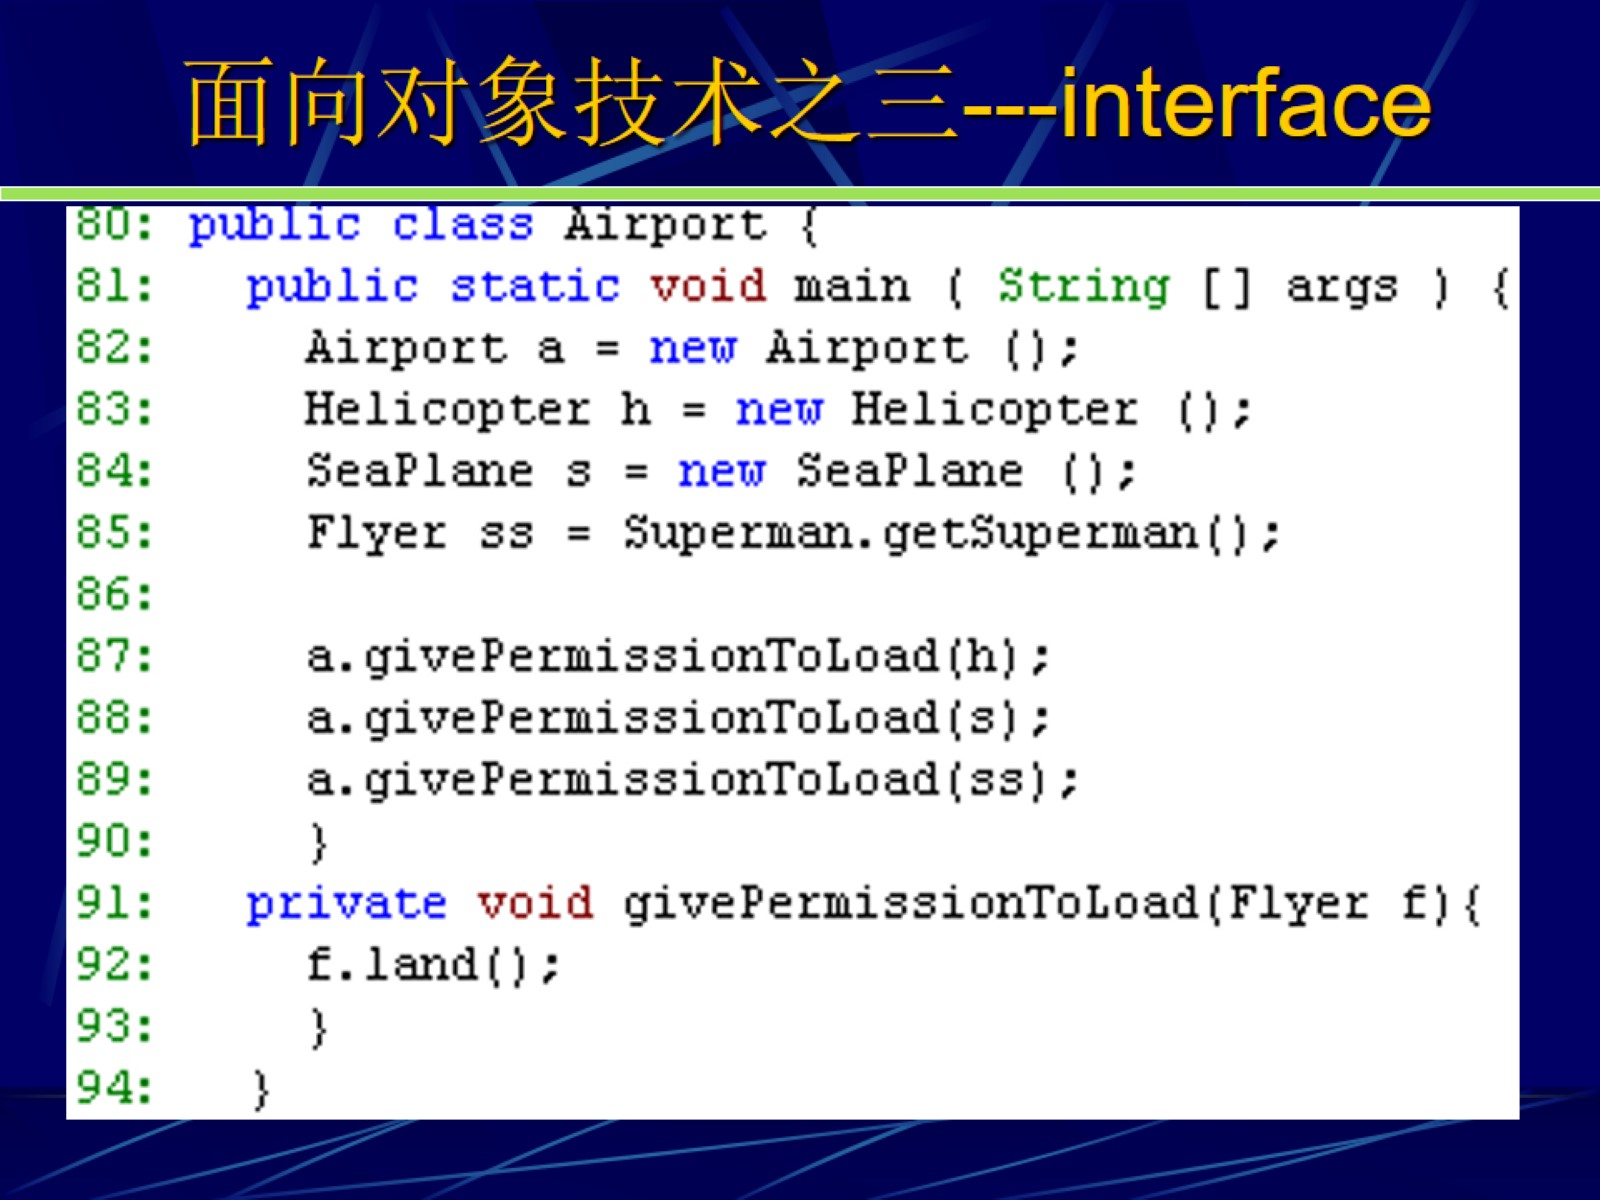 面向对象技术之三---interface
80: public class Airport {
81: public static void main ( String [] args ) {
82: Airport a = new Airport ();
83: Helicopter h = new Helicopter ();
84: SeaPlane s = new SeaPlane ();
85: Flyer ss = Superman.getSuperman();
86:
87: a.givePermissionToLoad(h);
88: a.givePermissionToLoad(s);
89: a.givePermissionToLoad(ss);
90: }
91: private void givePermissionToLoad(Flyer f){
92: f.land();
93: }
94: }